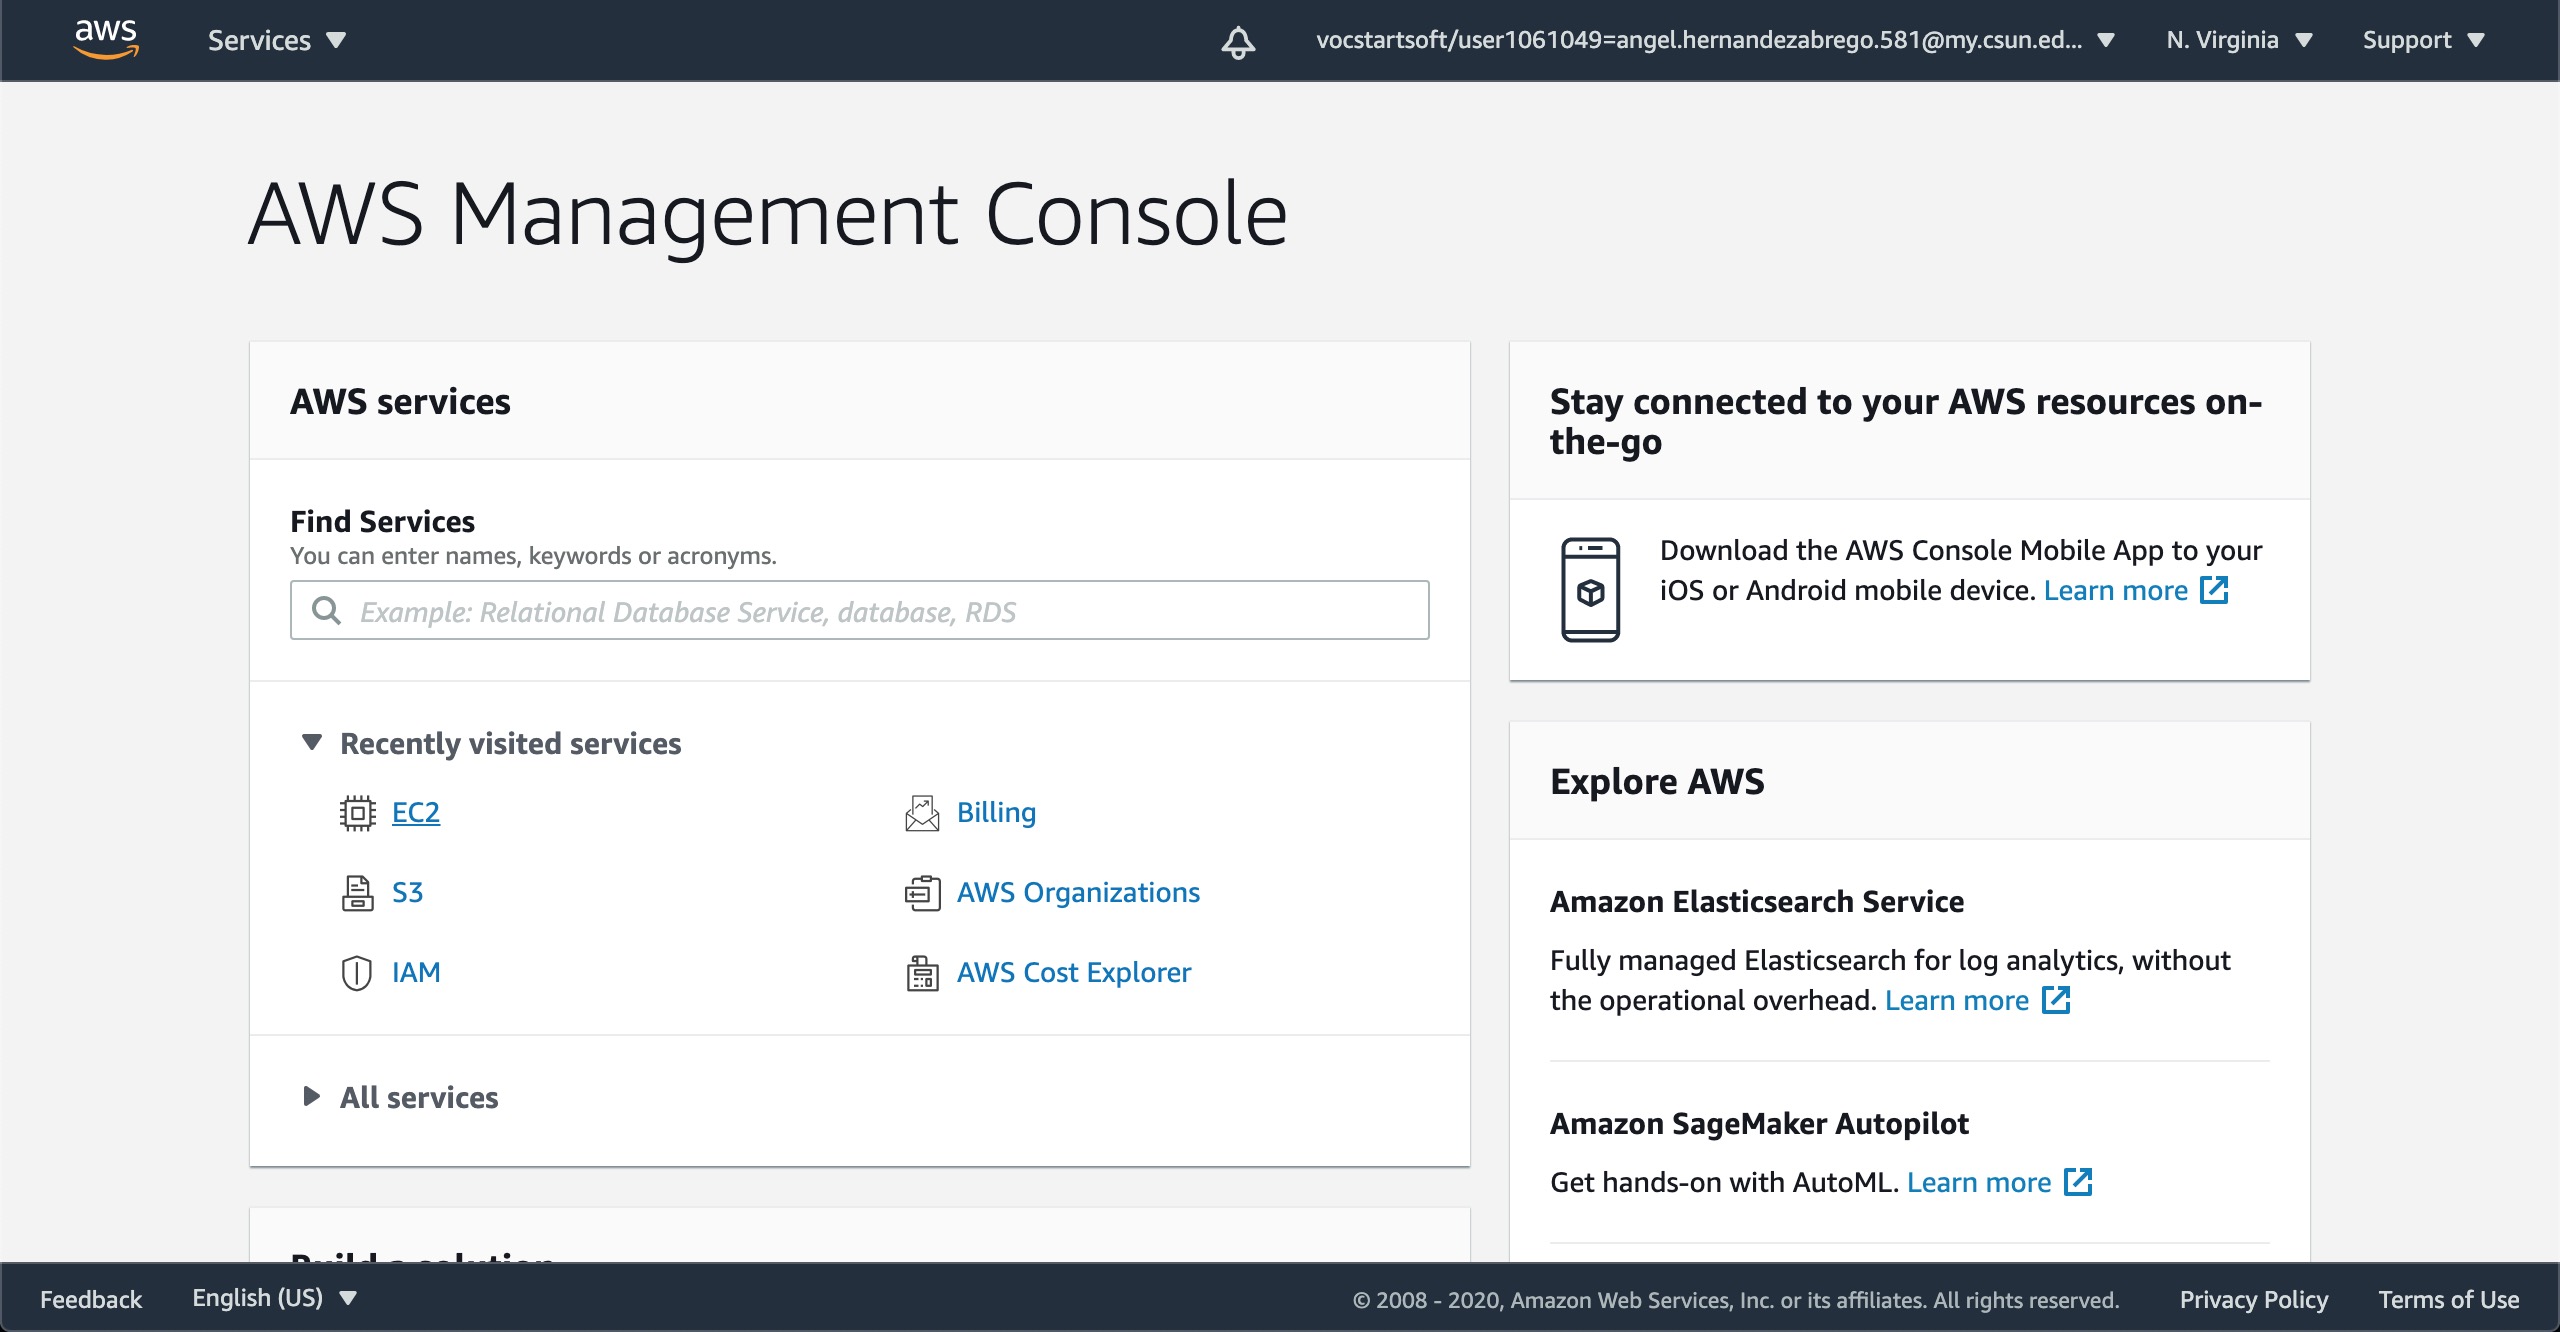 aws
Services
vocstartsoft/user1061049=angel.hernandezabrego.581@my.csun.ed...
N. Virginia
Support
AWS Management Console
AWS services
Find Services
You can enter names, keywords or acronyms.
Example: Relational Database Service, database, RDS
Recently visited services
EC2
Billing
S3
AWS Organizations
IAM
AWS Cost Explorer
All services
Build a solution
Stay connected to your AWS resources on-
the-go
Download the AWS Console Mobile App to your
iOS or Android mobile device. Learn more
Explore AWS
Amazon Elasticsearch Service
Fully managed Elasticsearch for log analytics, without
the operational overhead. Learn more
Amazon SageMaker Autopilot
Get hands-on with AutoML. Learn more
Feedback
English (US)
© 2008 - 2020, Amazon Web Services, Inc. or its affiliates. All rights reserved.
Privacy Policy
Terms of Use